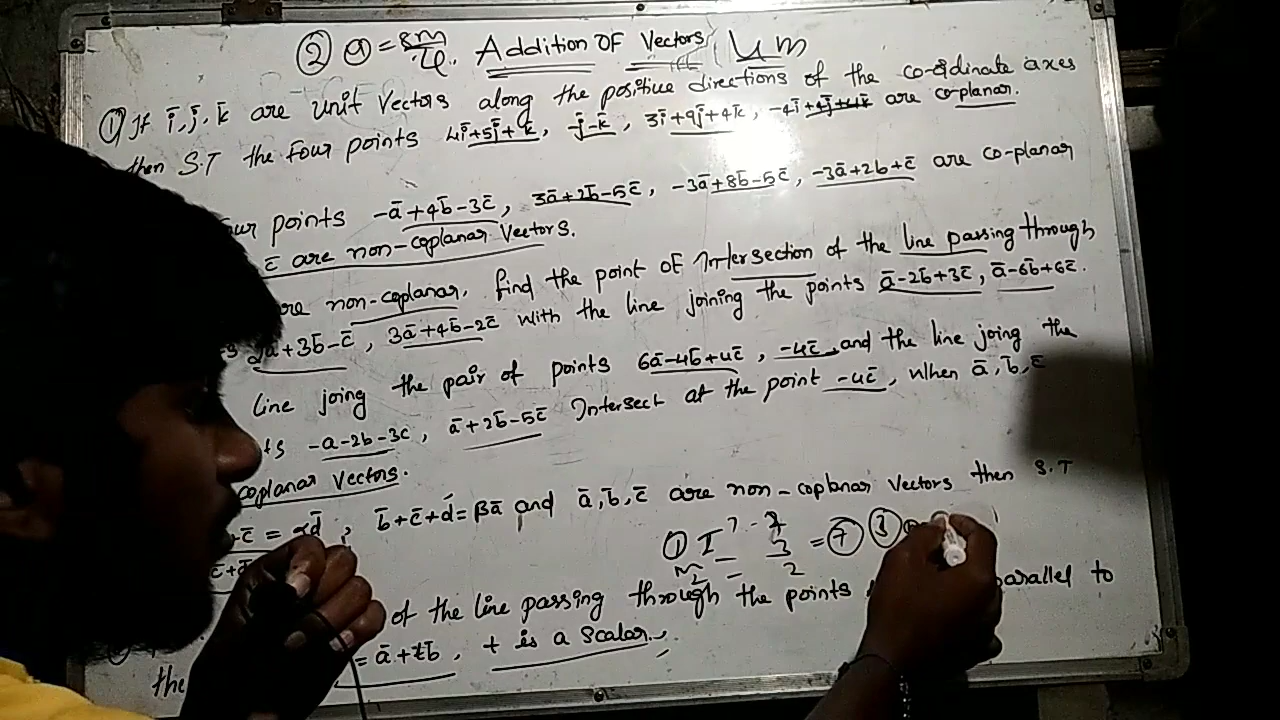 ② Addition OF Vectors 4m
① If ī, j̄, k̄ are unit vectors along the positive directions of the co-ordinate axes
then S.T the four points 4ī+5j̄+k̄, j̄-k̄, 3ī+9j̄+4k̄, -4ī+4j̄+4k̄ are co-planar.
points -ā+4b̄-3c̄, 3ā+2b̄-5c̄, -3ā+8b̄-5c̄, -3ā+2b+c̄ are co-planar
c̄ are non-coplanar vectors.
non-coplanar. find the point of Intersection of the line passing through
2ā+3b̄-c̄, 3ā+4b̄-2c̄ with the line joining the points ā-2b̄+3c̄, ā-6b̄+6c̄.
line joing the pair of points 6ā-4b̄+4c̄, -4c̄ and the line joing the
-a-2b-3c, ā+2b̄-5c̄ Intersect at the point -4c̄, when ā, b̄, c̄
coplanar vectors.
c̄ = αd̄, b̄+c̄+d̄=βā and ā, b̄, c̄ are non-coplanar vectors then S.T
① = ⑦ ③
of the line passing through the points parallel to
the = ā+tb̄, t is a scalar.